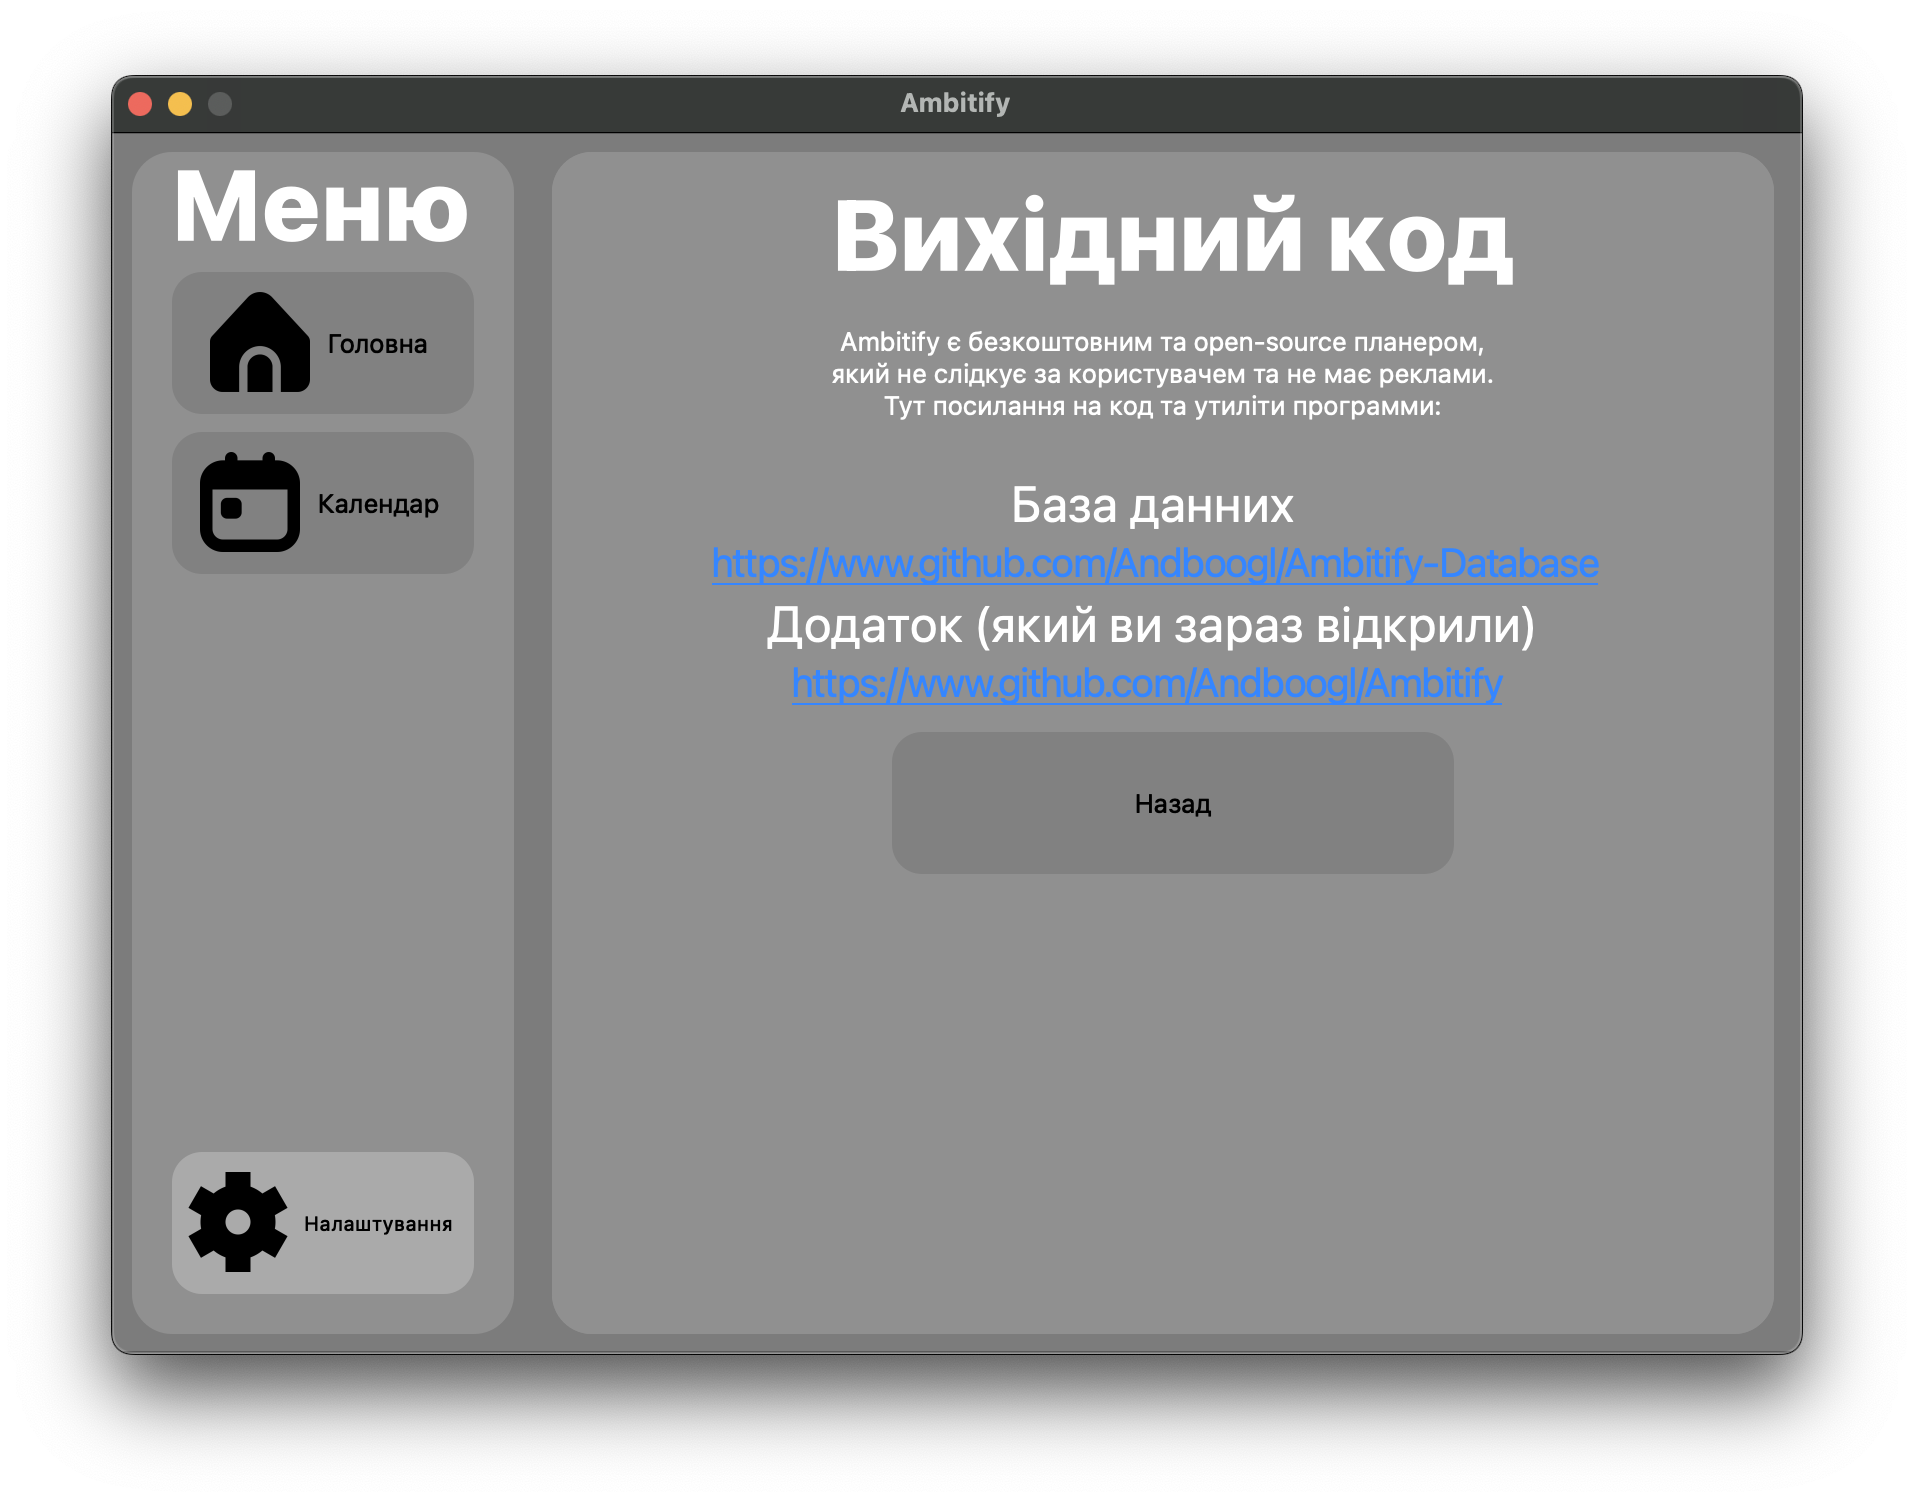 Ambitify
Меню
Головна
Календар
Налаштування
Вихідний код
Ambitify є безкоштовним та open-source планером,
який не слідкує за користувачем та не має реклами.
Тут посилання на код та утиліти программи:
База данних
https://www.github.com/Andboogl/Ambitify-Database
Додаток (який ви зараз відкрили)
https://www.github.com/Andboogl/Ambitify
Назад